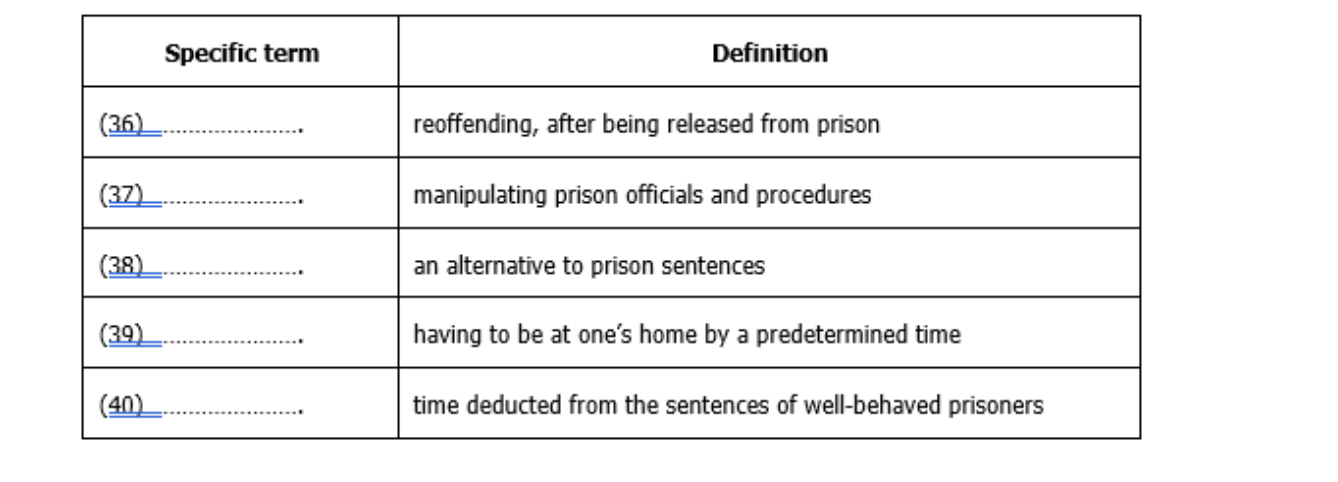 Specific term Definition
(36)........................ reoffending, after being released from prison
(37)........................ manipulating prison officials and procedures
(38)........................ an alternative to prison sentences
(39)........................ having to be at one’s home by a predetermined time
(40)........................ time deducted from the sentences of well-behaved prisoners